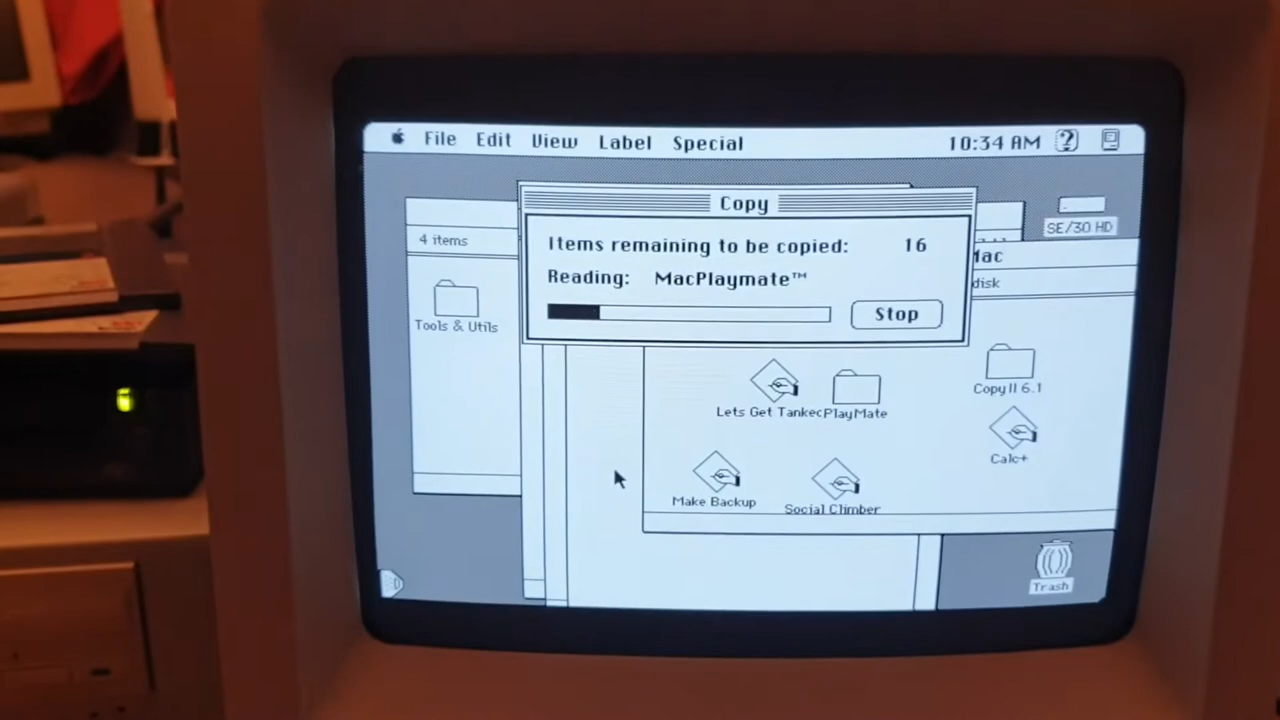 File Edit View Label Special 10:34 AM
Copy
Items remaining to be copied: 16
Reading: MacPlaymate™
Stop
SE/30 HD
4 items
Mac
disk
Tools & Utils
Copy II 6.1
Lets Get Tanked
PlayMate
Calc+
Make Backup
Social Climber
Trash